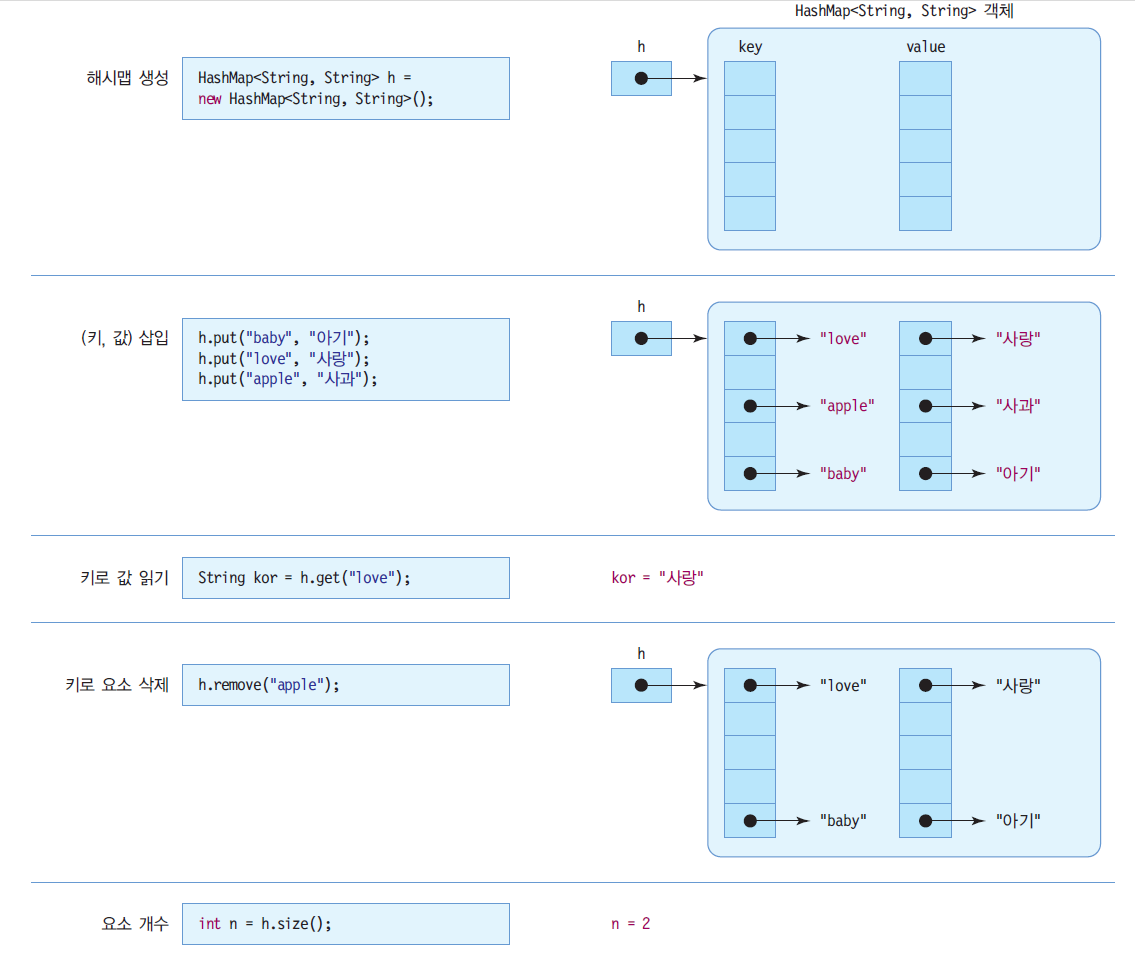 HashMap<String, String> 객체
h
key
value
해시맵 생성
HashMap<String, String> h =
new HashMap<String, String>();
h
(키, 값) 삽입
h.put("baby", "아기");
h.put("love", "사랑");
h.put("apple", "사과");
"love"
"사랑"
"apple"
"사과"
"baby"
"아기"
키로 값 읽기
String kor = h.get("love");
kor = "사랑"
h
키로 요소 삭제
h.remove("apple");
"love"
"사랑"
"baby"
"아기"
요소 개수
int n = h.size();
n = 2